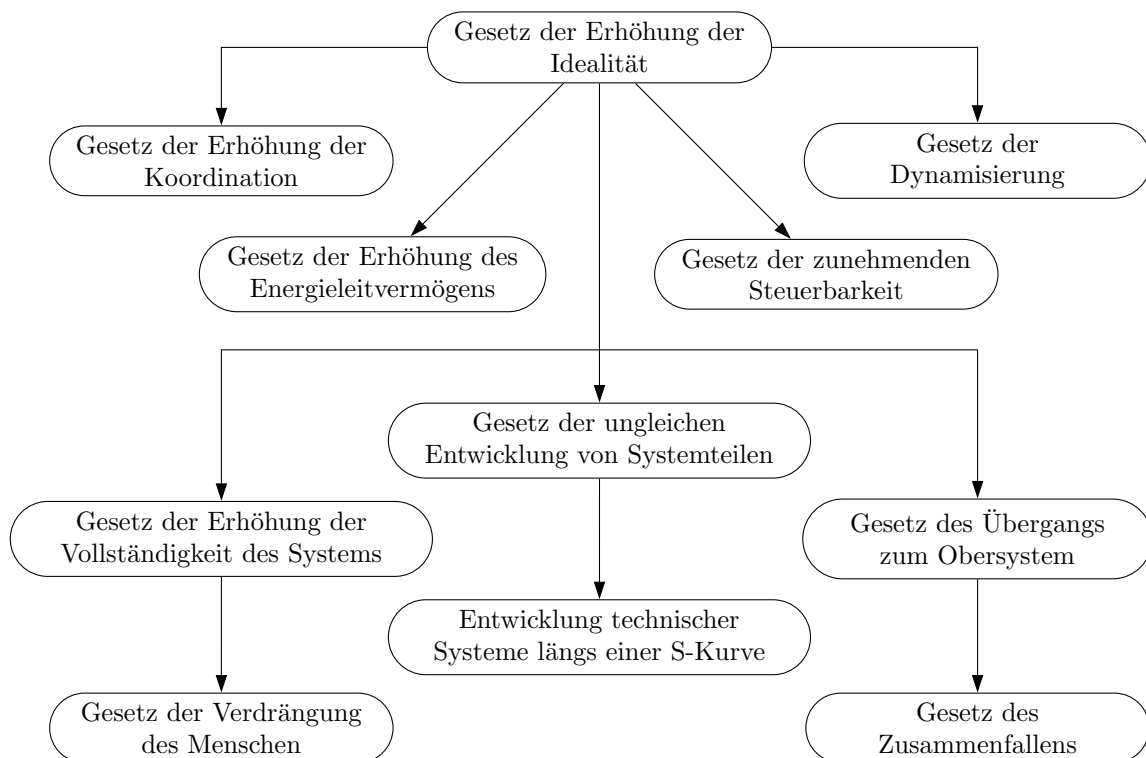 Gesetz der Erhöhung der
Idealität
Gesetz der Erhöhung der
Koordination
Gesetz der
Dynamisierung
Gesetz der Erhöhung des
Energieleitvermögens
Gesetz der zunehmenden
Steuerbarkeit
Gesetz der ungleichen
Entwicklung von Systemteilen
Gesetz der Erhöhung der
Vollständigkeit des Systems
Gesetz des Übergangs
zum Obersystem
Entwicklung technischer
Systeme längs einer S-Kurve
Gesetz der Verdrängung
des Menschen
Gesetz des
Zusammenfallens